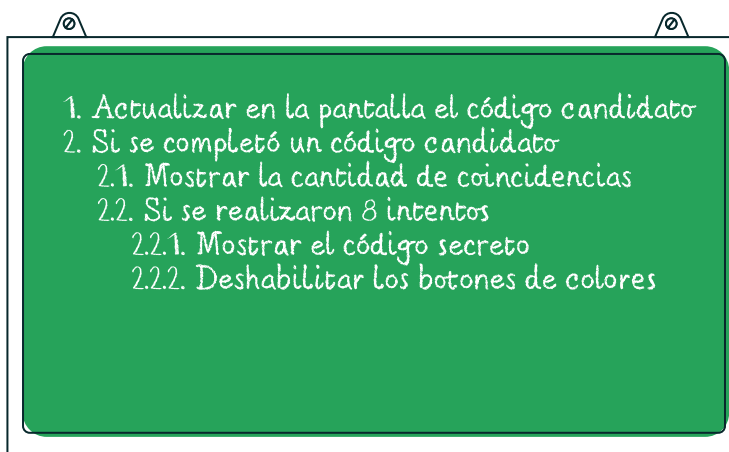 1. Actualizar en la pantalla el código candidato
2. Si se completó un código candidato
2.1. Mostrar la cantidad de coincidencias
2.2. Si se realizaron 8 intentos
2.2.1. Mostrar el código secreto
2.2.2. Deshabilitar los botones de colores